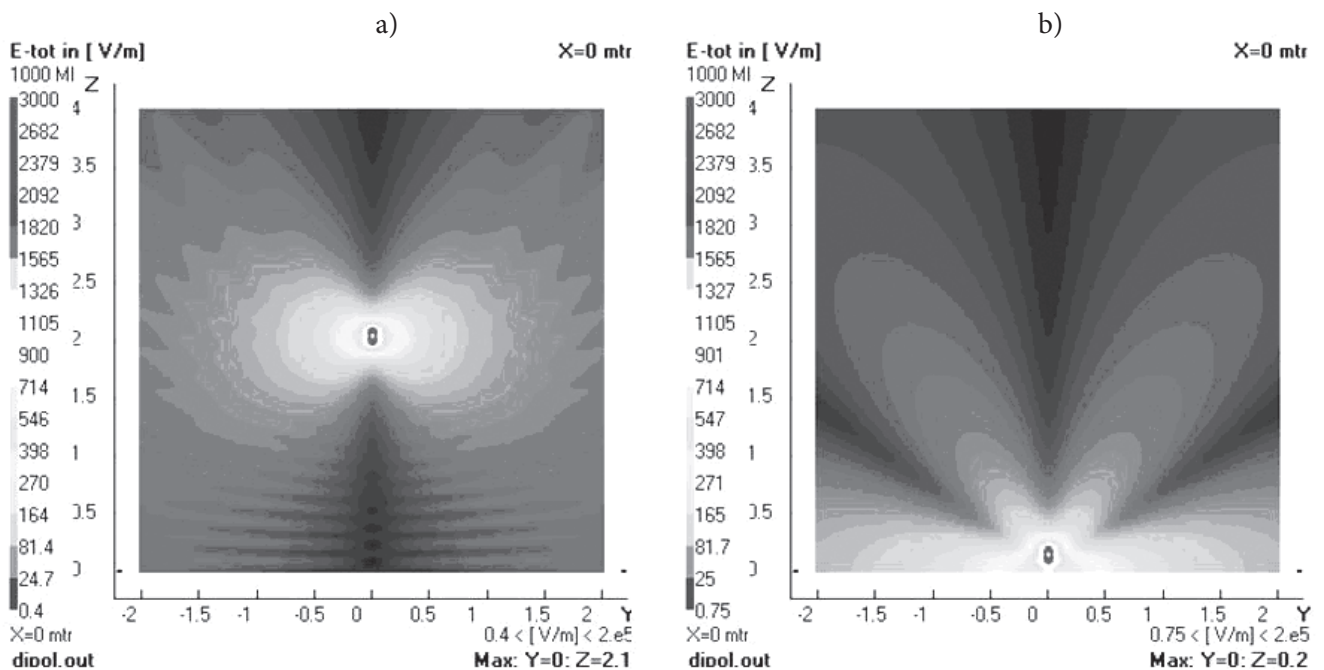 a)
E-tot in [ V/m]
X=0 mtr
1000 MI
Z
3000
2682
2379
2092
1820
1565
1326
1105
900
714
546
398
270
164
81.4
24.7
0.4
4
3.5
3
2.5
2
1.5
1
0.5
0
-2 -1.5 -1 -0.5 0 0.5 1 1.5 2 Y
X=0 mtr
0.4 < [V/m] < 2.e5
dipol.out
Max: Y=0: Z=2.1
b)
E-tot in [ V/m]
X=0 mtr
1000 MI
Z
3000
2682
2379
2092
1820
1565
1327
1105
901
714
547
398
271
165
81.7
25
0.75
4
3.5
3
2.5
2
1.5
1
0.5
0
-2 -1.5 -1 -0.5 0 0.5 1 1.5 2 Y
X=0 mtr
0.75 < [V/m] < 2.e5
dipol.out
Max: Y=0: Z=0.2